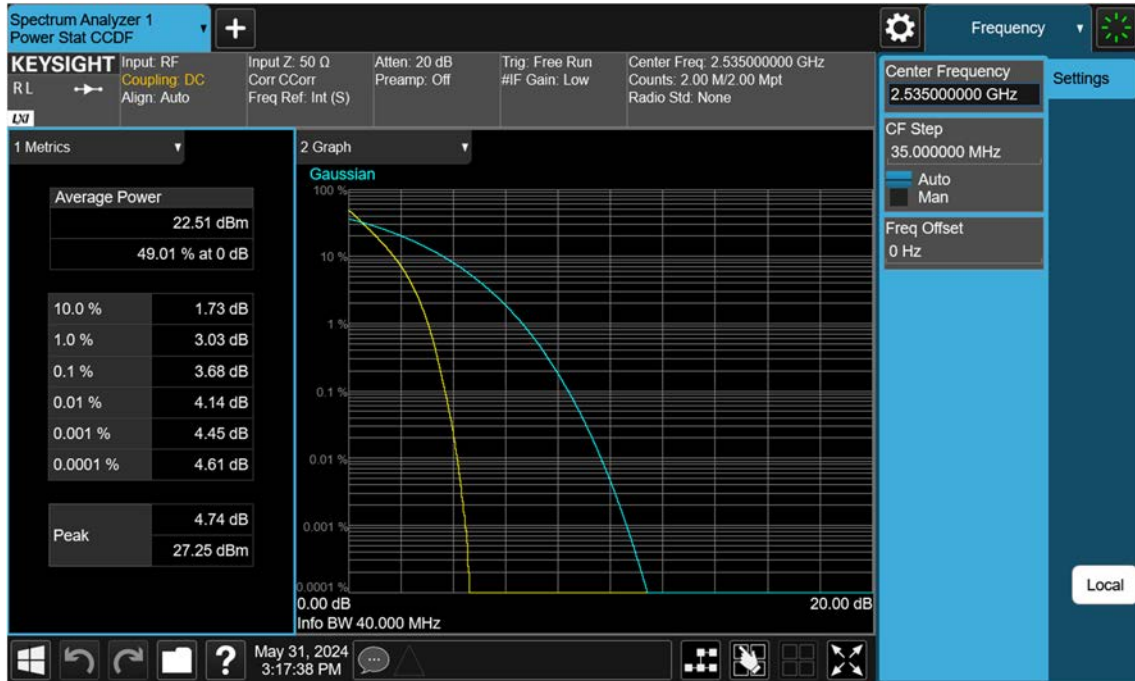 Spectrum Analyzer 1
Power Stat CCDF
Frequency
KEYSIGHT
R L
LXI
Input: RF
Coupling: DC
Align: Auto
Input Z: 50 Ω
Corr CCorr
Freq Ref: Int (S)
Atten: 20 dB
Preamp: Off
Trig: Free Run
#IF Gain: Low
Center Freq: 2.535000000 GHz
Counts: 2.00 M/2.00 Mpt
Radio Std: None
Center Frequency
2.535000000 GHz
Settings
CF Step
35.000000 MHz
Auto
Man
Freq Offset
0 Hz
Local
1 Metrics
Average Power
22.51 dBm
49.01 % at 0 dB
10.0 % 1.73 dB
1.0 % 3.03 dB
0.1 % 3.68 dB
0.01 % 4.14 dB
0.001 % 4.45 dB
0.0001 % 4.61 dB
Peak
4.74 dB
27.25 dBm
2 Graph
Gaussian
100 %
10 %
1 %
0.1 %
0.01 %
0.001 %
0.0001 %
0.00 dB 20.00 dB
Info BW 40.000 MHz
?
May 31, 2024
3:17:38 PM